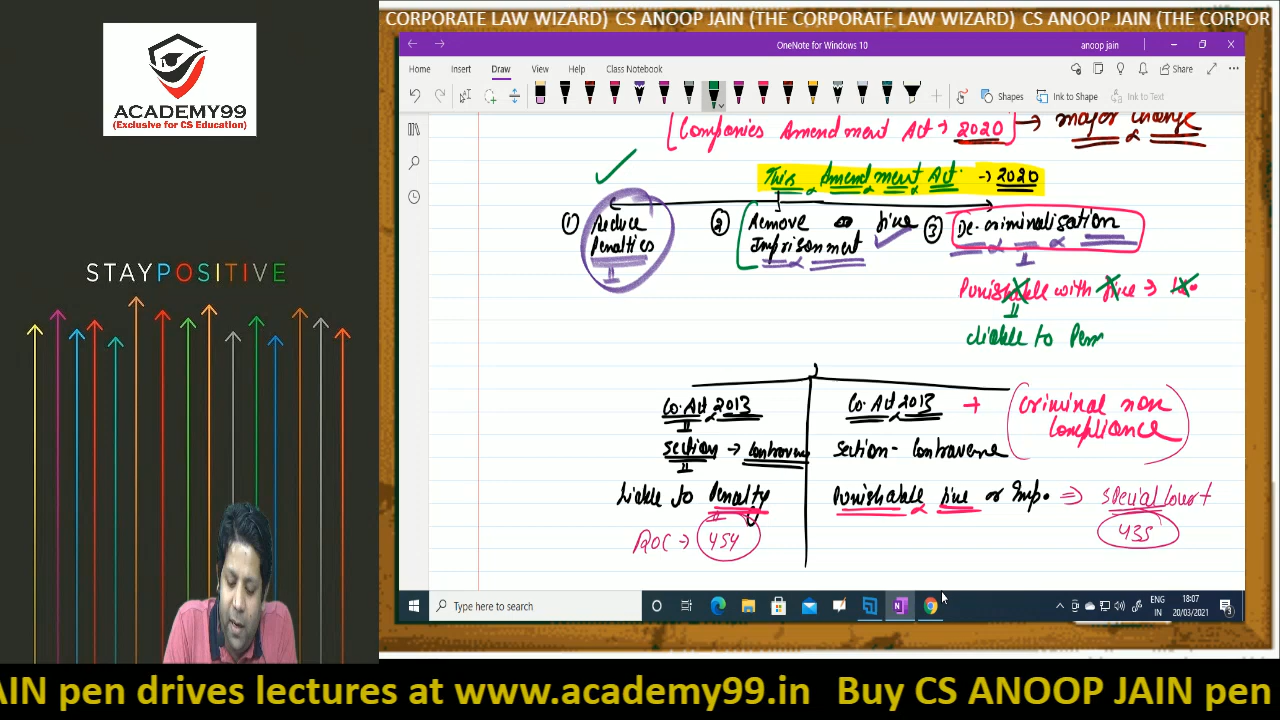 CORPORATE LAW WIZARD) CS ANOOP JAIN (THE CORPORATE LAW WIZARD) CS ANOOP JAIN (THE CORPOR
ACADEMY99
(Exclusive for CS Education)
STAYPOSITIVE
OneNote for Windows 10
anoop jain
Home Insert Draw View Help Class Notebook
Share
Shapes Ink to Shape Ink to Text
Companies Amendment Act → 2020 → major change
This Amendment Act → 2020
① Reduce Penalties
② Remove or fine Imprisonment
③ De-criminalisation
Punishable with fine →
liable to Pen
Co. Act 2013
Section → Contravene
Liable to Penalty
ROC → 454
Co. Act 2013 + Criminal non Compliance
Section - Contravene
Punishable fine or Imp. ⇒ Special Court
435
Type here to search
ENG
IN
18:07
20/03/2021
3
AIN pen drives lectures at www.academy99.in Buy CS ANOOP JAIN pen